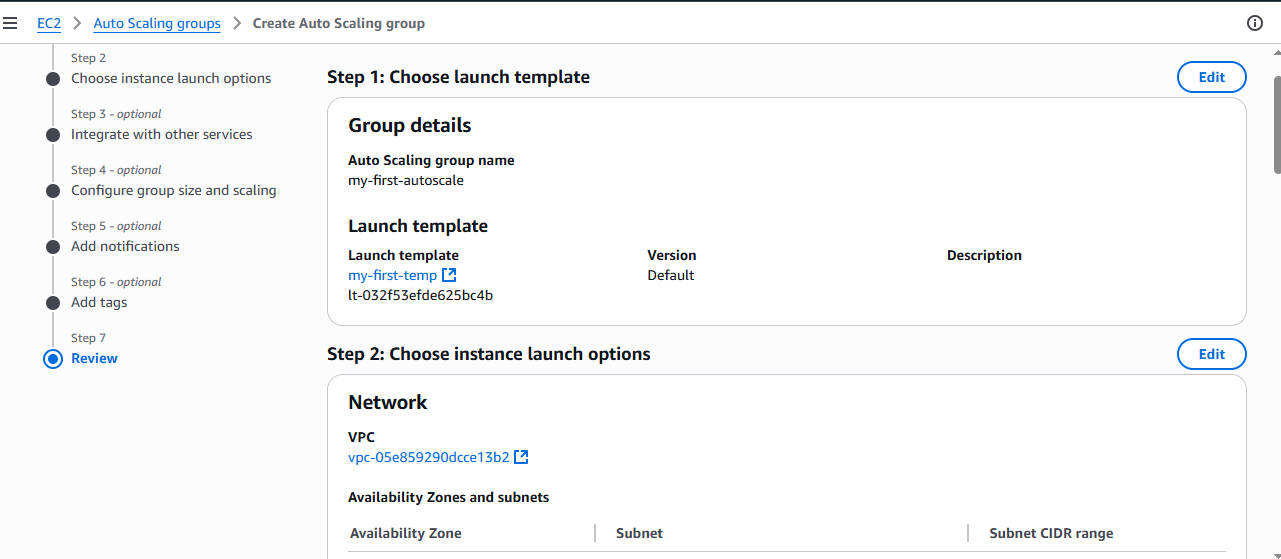 EC2 > Auto Scaling groups > Create Auto Scaling group
Step 2
Choose instance launch options
Step 3 - optional
Integrate with other services
Step 4 - optional
Configure group size and scaling
Step 5 - optional
Add notifications
Step 6 - optional
Add tags
Step 7
Review
Step 1: Choose launch template
Edit
Group details
Auto Scaling group name
my-first-autoscale
Launch template
Launch template Version Description
my-first-temp Default
lt-032f53efde625bc4b
Step 2: Choose instance launch options
Edit
Network
VPC
vpc-05e859290dcce13b2
Availability Zones and subnets
Availability Zone Subnet Subnet CIDR range